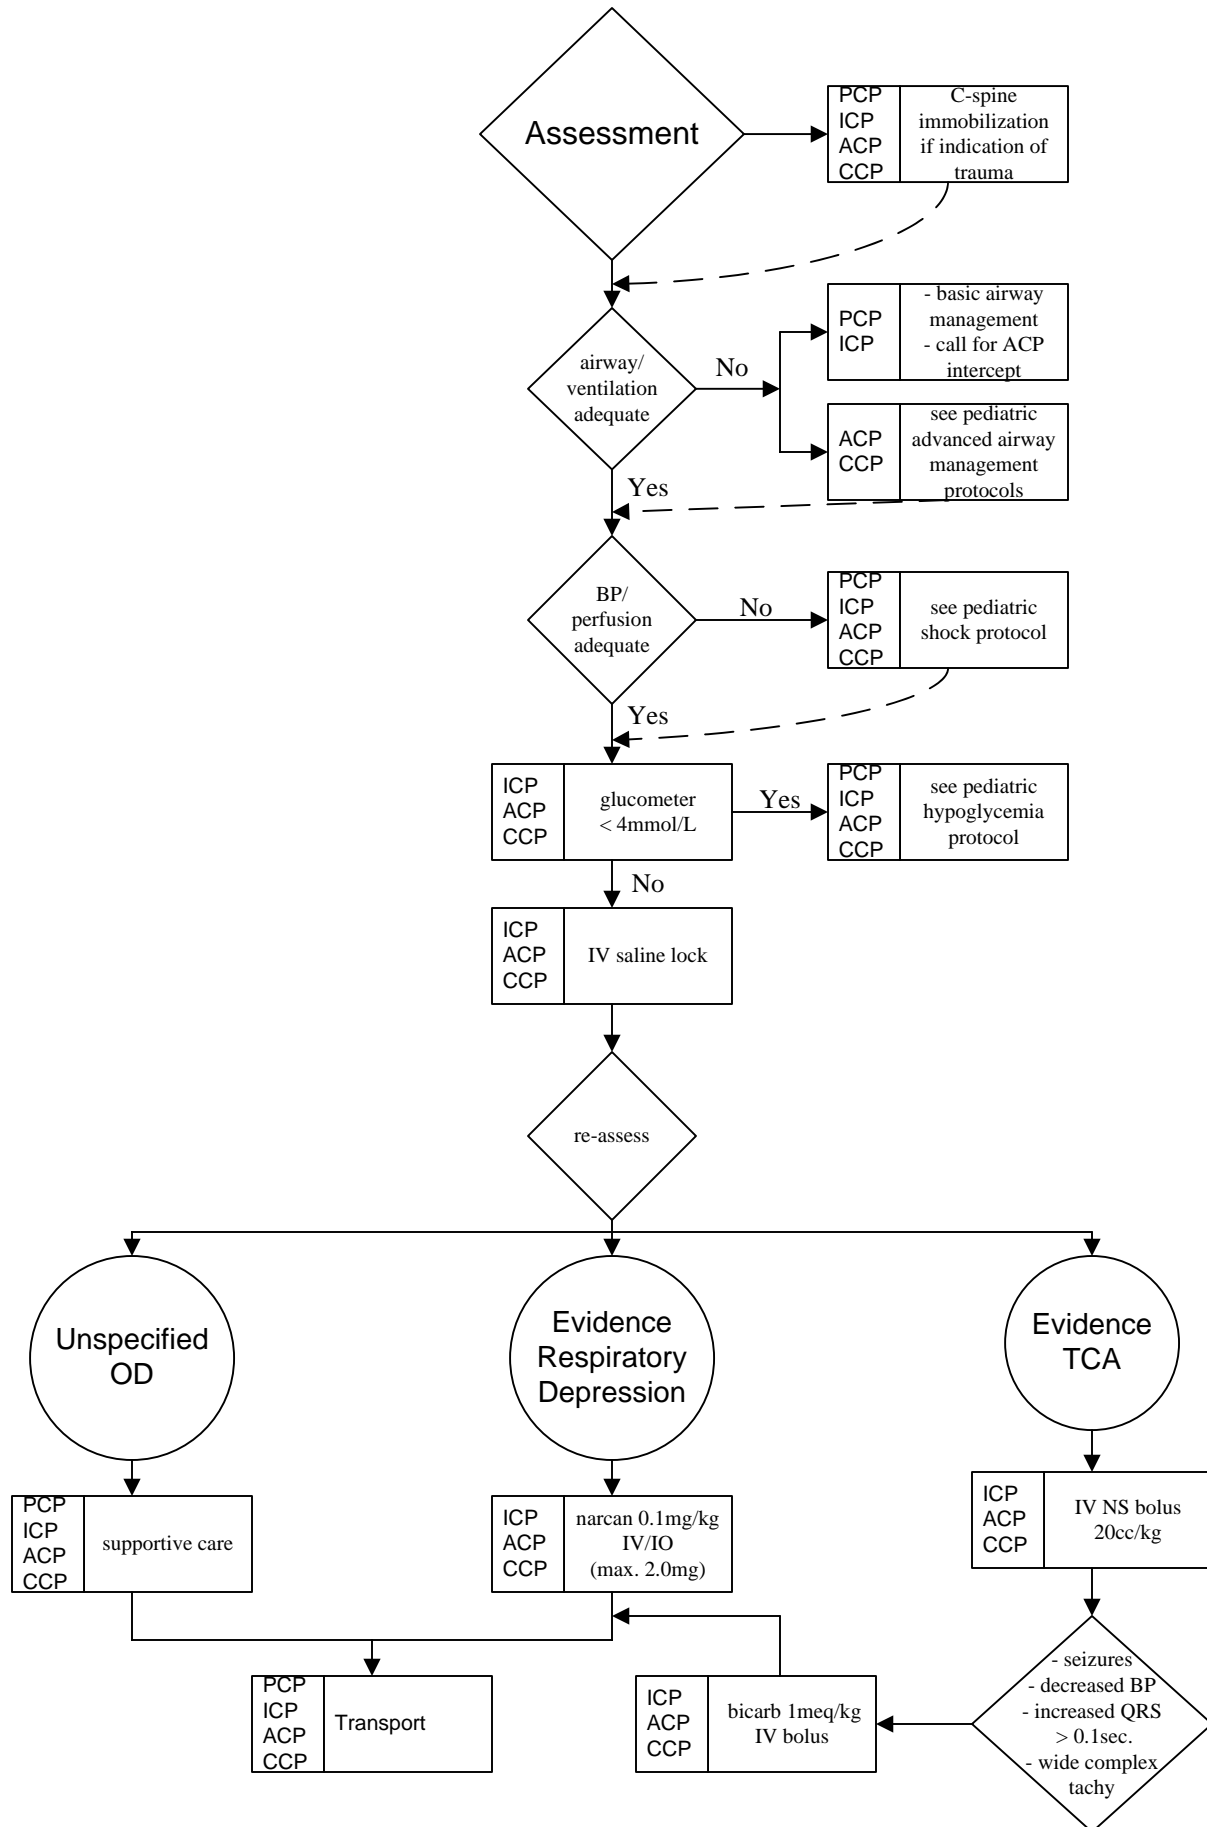 Assessment
PCP
ICP
ACP
CCP
C-spine
immobilization
if indication of
trauma
airway/
ventilation
adequate
No
PCP
ICP
- basic airway
management
- call for ACP
intercept
ACP
CCP
see pediatric
advanced airway
management
protocols
Yes
BP/
perfusion
adequate
No
PCP
ICP
ACP
CCP
see pediatric
shock protocol
Yes
ICP
ACP
CCP
glucometer
< 4mmol/L
Yes
PCP
ICP
ACP
CCP
see pediatric
hypoglycemia
protocol
No
ICP
ACP
CCP
IV saline lock
re-assess
Unspecified
OD
Evidence
Respiratory
Depression
Evidence
TCA
PCP
ICP
ACP
CCP
supportive care
ICP
ACP
CCP
narcan 0.1mg/kg
IV/IO
(max. 2.0mg)
ICP
ACP
CCP
IV NS bolus
20cc/kg
PCP
ICP
ACP
CCP
Transport
ICP
ACP
CCP
bicarb 1meq/kg
IV bolus
- seizures
- decreased BP
- increased QRS
> 0.1sec.
- wide complex
tachy